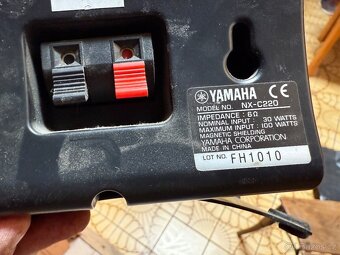 YAMAHA CE
MODEL NO. NX-C220
IMPEDANCE : 6Ω
NOMINAL INPUT : 30 WATTS
MAXIMUM INPUT : 100 WATTS
MAGNETIC SHIELDING
YAMAHA CORPORATION
MADE IN CHINA
LOT NO. FH1010